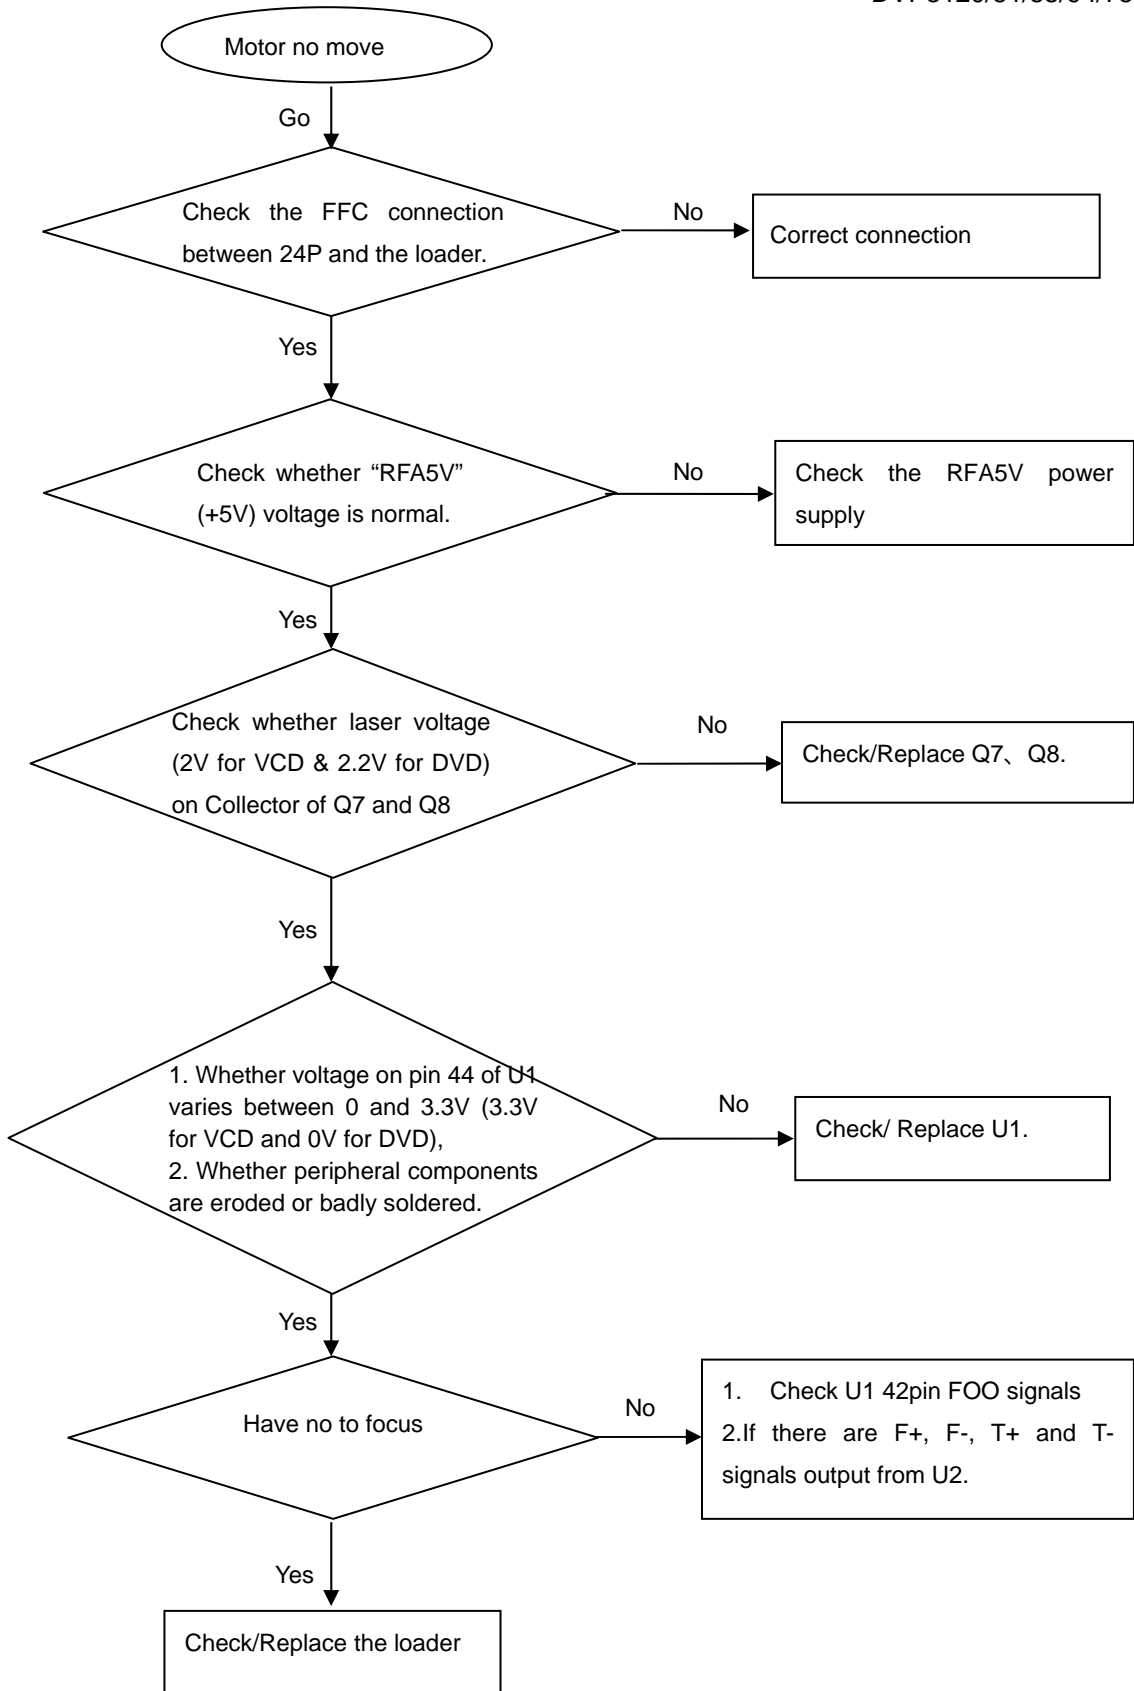 Motor no move
Go
Check the FFC connection
between 24P and the loader.
No
Correct connection
Yes
Check whether “RFA5V”
(+5V) voltage is normal.
No
Check the RFA5V power
supply
Yes
Check whether laser voltage
(2V for VCD & 2.2V for DVD)
on Collector of Q7 and Q8
No
Check/Replace Q7、Q8.
Yes
1. Whether voltage on pin 44 of U1
varies between 0 and 3.3V (3.3V
for VCD and 0V for DVD),
2. Whether peripheral components
are eroded or badly soldered.
No
Check/ Replace U1.
Yes
Have no to focus
No
1. Check U1 42pin FOO signals
2.If there are F+, F-, T+ and T-
signals output from U2.
Yes
Check/Replace the loader